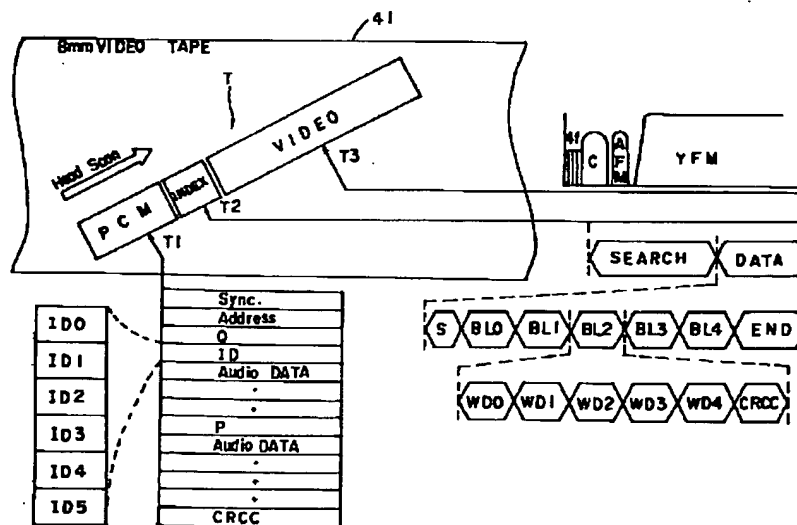 41
8mm VIDEO TAPE
T
VIDEO
Head Scan
INDEX
PCM
T3
T2
T1
4f
C
AFM
YFM
SEARCH
DATA
S
BL0
BL1
BL2
BL3
BL4
END
WD0
WD1
WD2
WD3
WD4
CRCC
Sync.
Address
Q
ID
Audio DATA
P
Audio DATA
CRCC
ID0
ID1
ID2
ID3
ID4
ID5